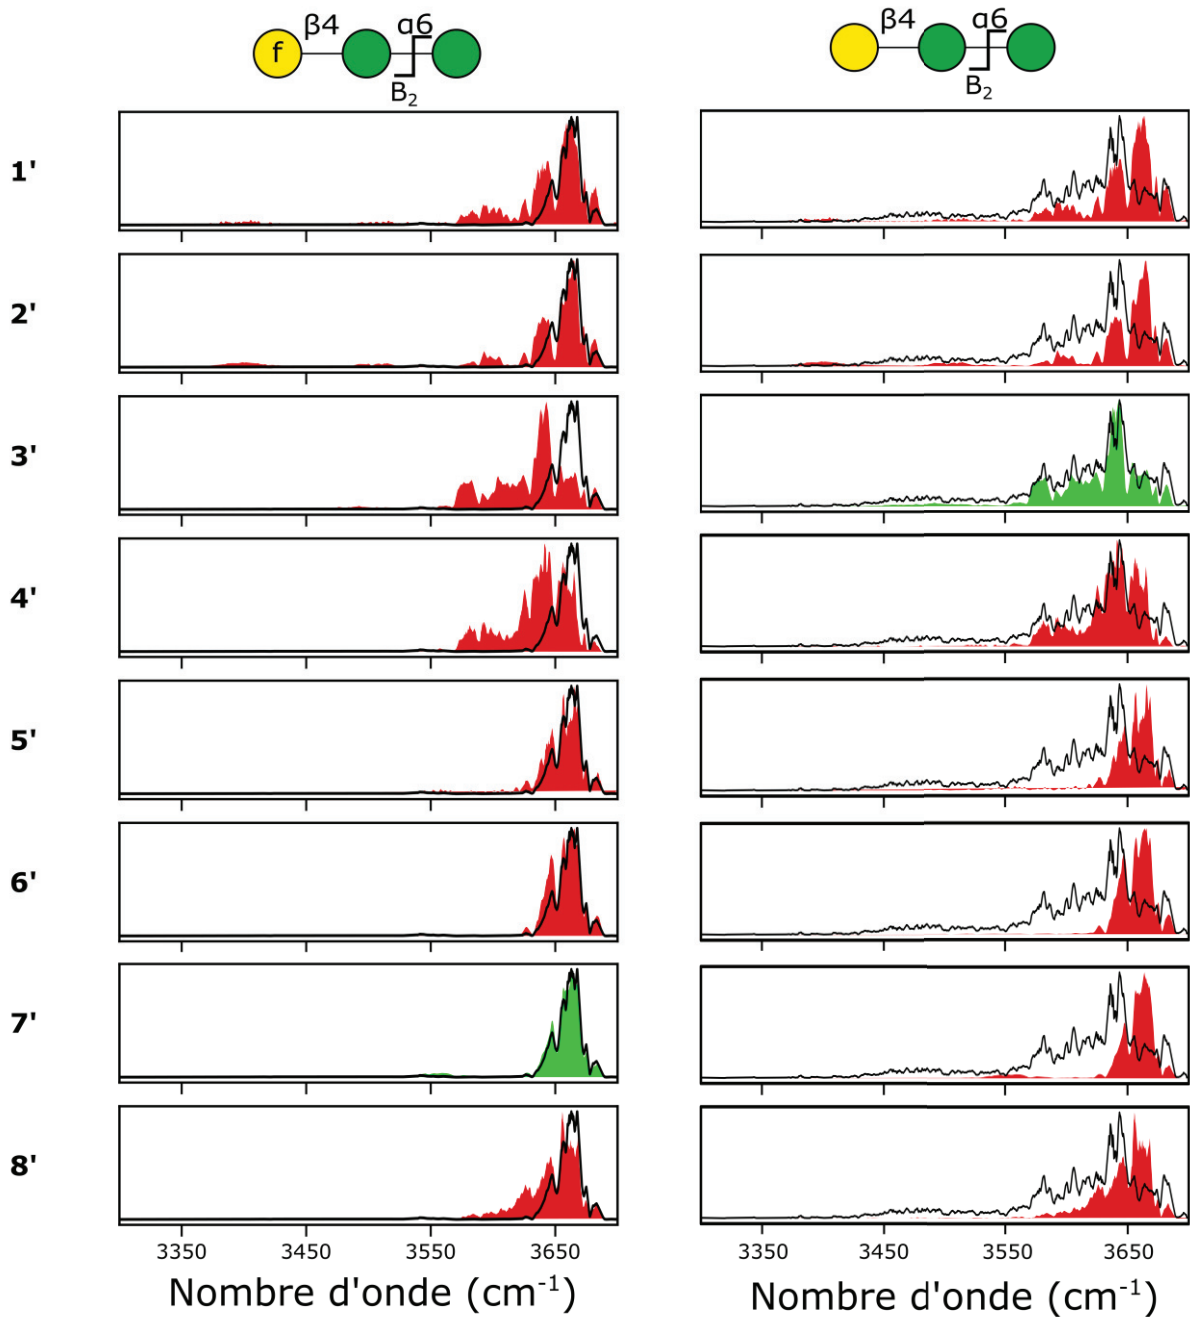 β4 α6 β4 α6
f
B2 B2
1'
2'
3'
4'
5'
6'
7'
8'
3350 3450 3550 3650 3350 3450 3550 3650
Nombre d'onde (cm-1) Nombre d'onde (cm-1)